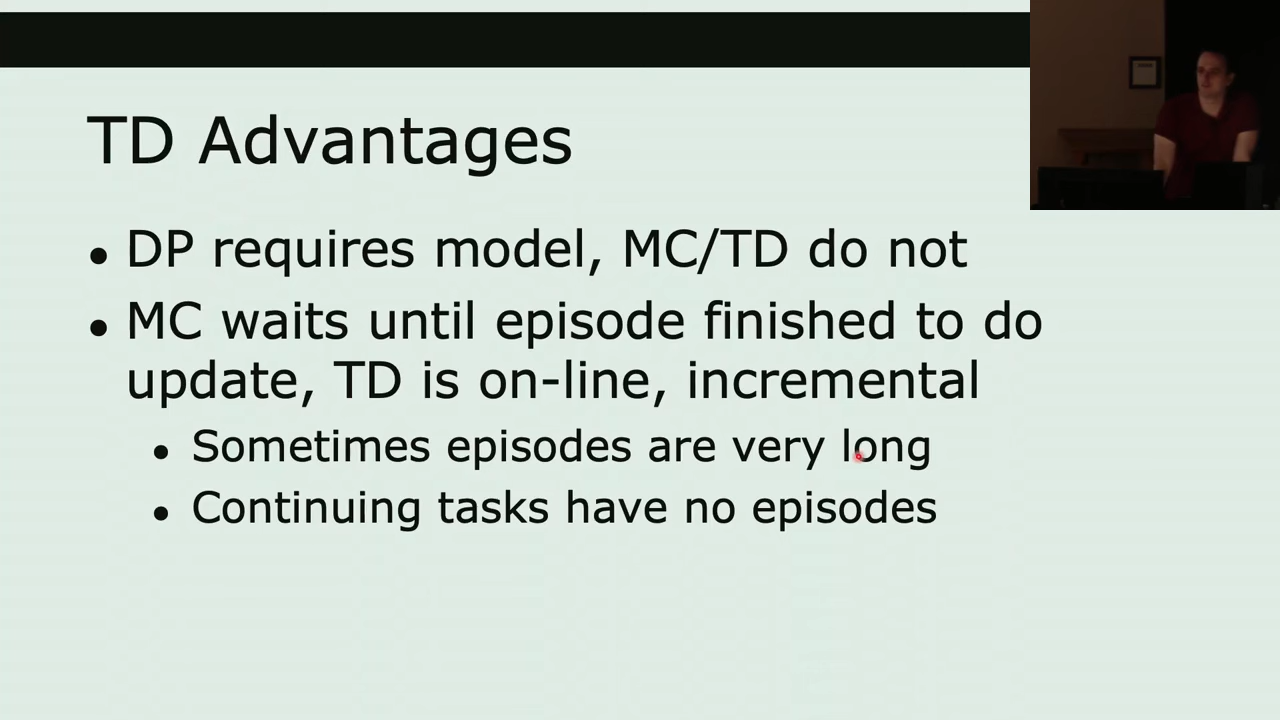 TD Advantages
• DP requires model, MC/TD do not
• MC waits until episode finished to do
update, TD is on-line, incremental
• Sometimes episodes are very long
• Continuing tasks have no episodes